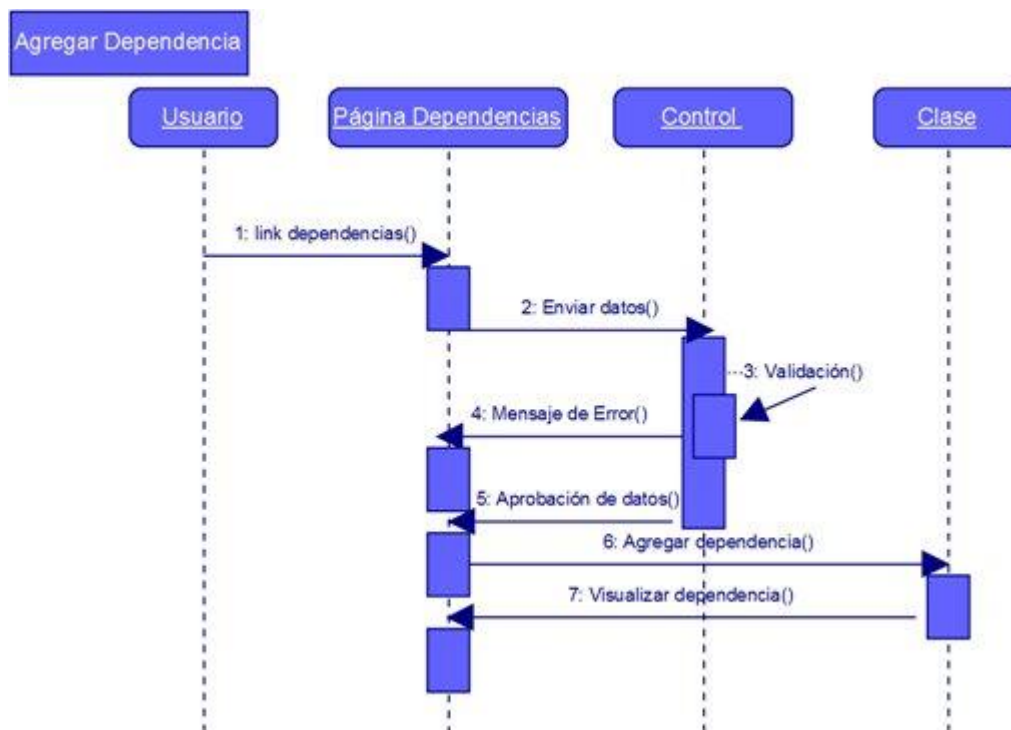 Agregar Dependencia
Usuario
Página Dependencias
Control
Clase
1: link dependencias()
2: Enviar datos()
3: Validación()
4: Mensaje de Error()
5: Aprobación de datos()
6: Agregar dependencia()
7: Visualizar dependencia()